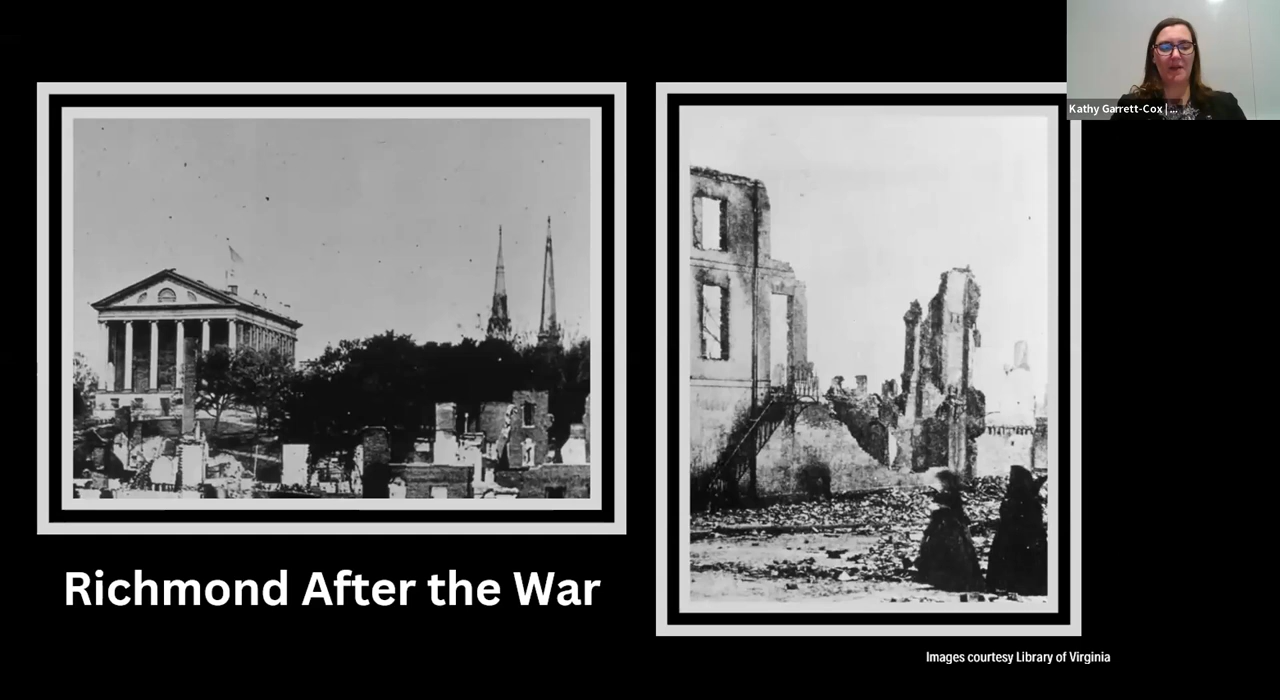 Kathy Garrett-Cox | ...
Richmond After the War
Images courtesy Library of Virginia